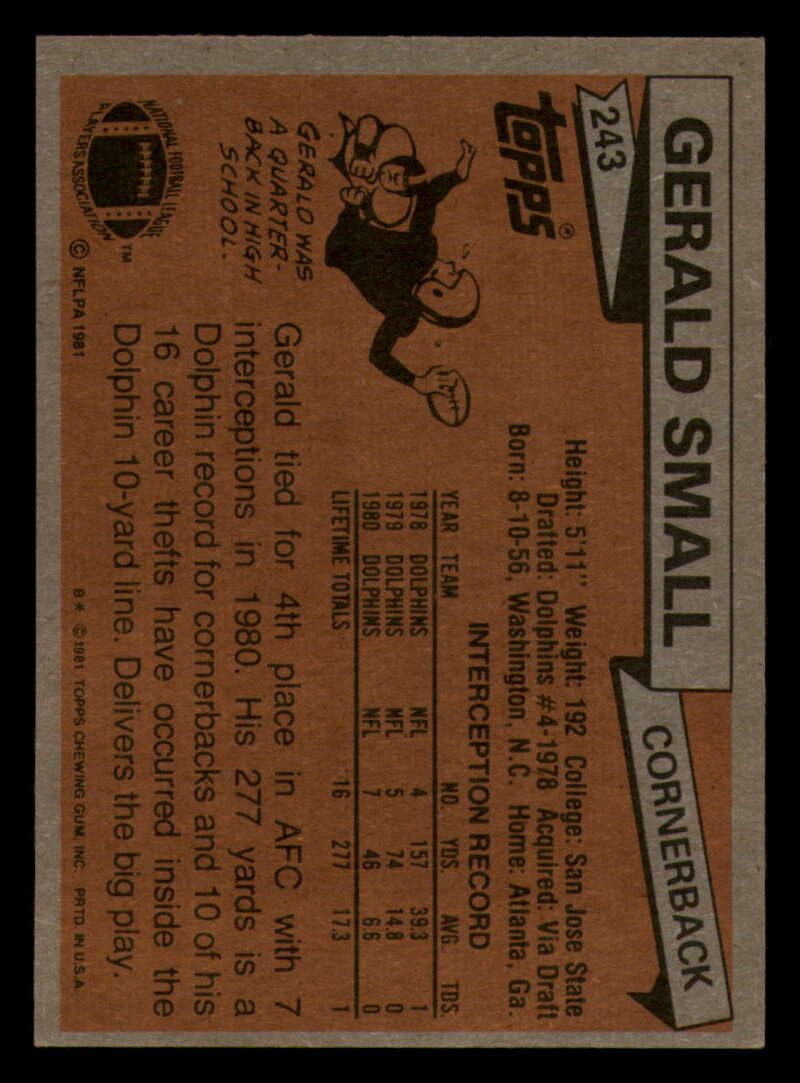 GERALD SMALL
CORNERBACK
243
TOPPS®
Height: 5'11" Weight: 192 College: San Jose State
Drafted: Dolphins #4-1978 Acquired: Via Draft
Born: 8-10-56, Washington, N.C. Home: Atlanta, Ga.
INTERCEPTION RECORD
YEAR TEAM NO. YDS. AVG. TDS.
1978 DOLPHINS NFL 4 157 39.3 1
1979 DOLPHINS NFL 5 74 14.8 0
1980 DOLPHINS NFL 7 46 6.6 0
LIFETIME TOTALS 16 277 17.3 1
GERALD WAS
A QUARTER-
BACK IN HIGH
SCHOOL.
Gerald tied for 4th place in AFC with 7
interceptions in 1980. His 277 yards is a
Dolphin record for cornerbacks and 10 of his
16 career thefts have occurred inside the
Dolphin 10-yard line. Delivers the big play.
NATIONAL FOOTBALL LEAGUE
PLAYERS ASSOCIATION
™
© NFLPA 1981
B* ©1981 TOPPS CHEWING GUM, INC. PRTD. IN U.S.A.